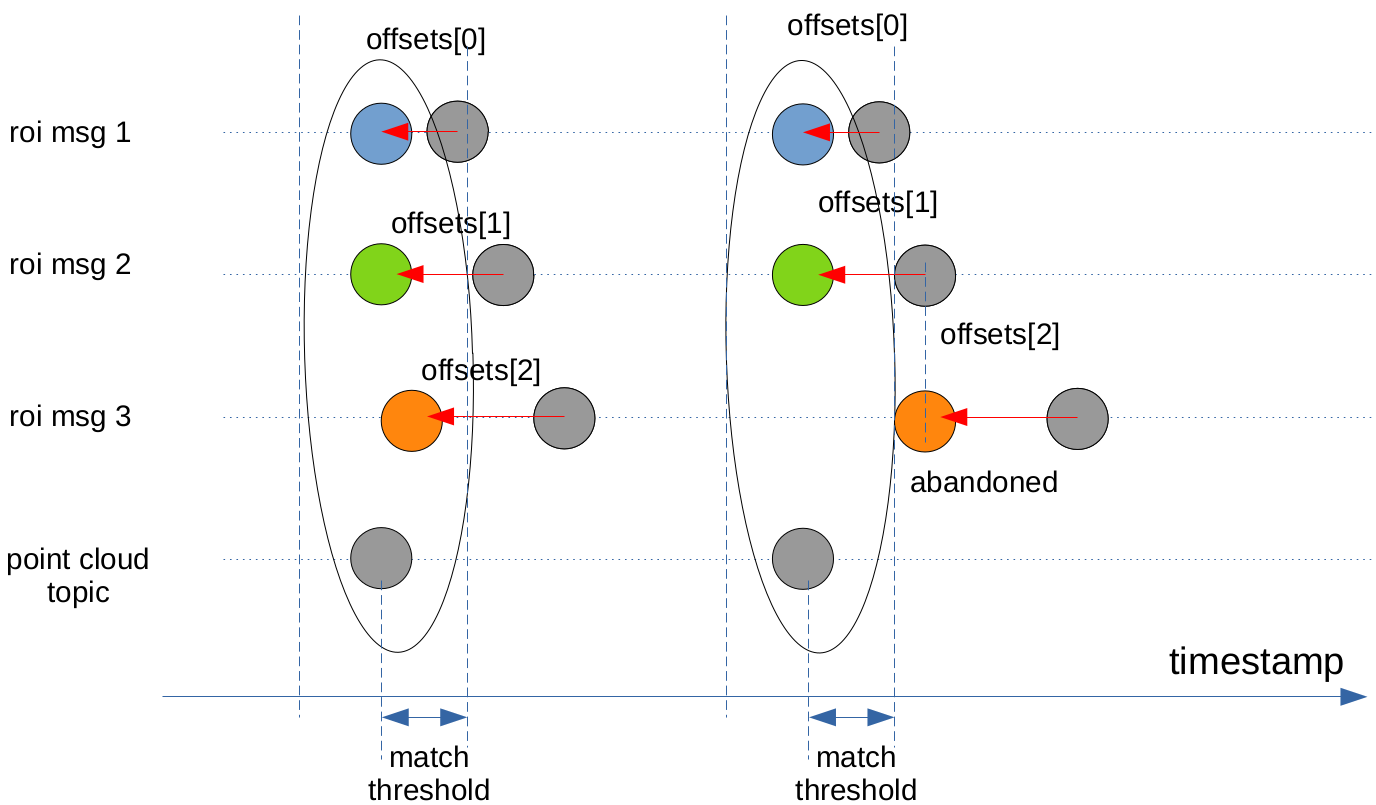 offsets[0]
offsets[0]
roi msg 1
offsets[1]
offsets[1]
roi msg 2
offsets[2]
offsets[2]
roi msg 3
abandoned
point cloud
topic
timestamp
match
threshold
match
threshold